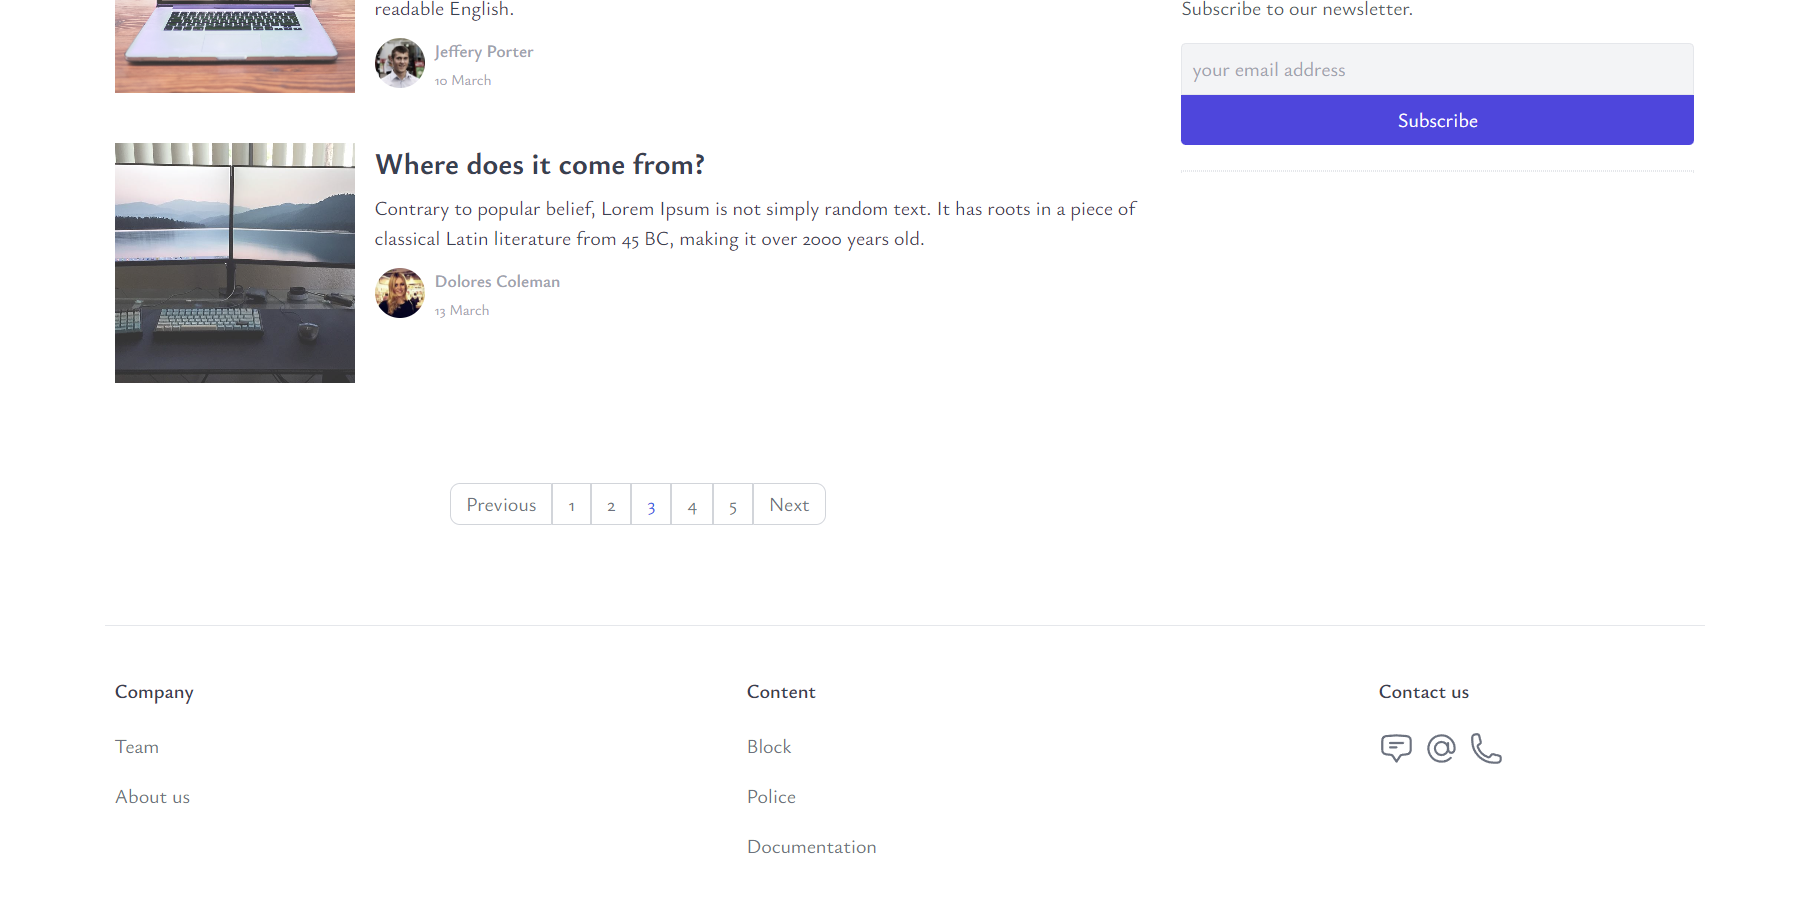 readable English.
Jeffery Porter
10 March
Where does it come from?
Contrary to popular belief, Lorem Ipsum is not simply random text. It has roots in a piece of
classical Latin literature from 45 BC, making it over 2000 years old.
Dolores Coleman
13 March
Previous 1 2 3 4 5 Next
Subscribe to our newsletter.
your email address
Subscribe
Company
Team
About us
Content
Block
Police
Documentation
Contact us